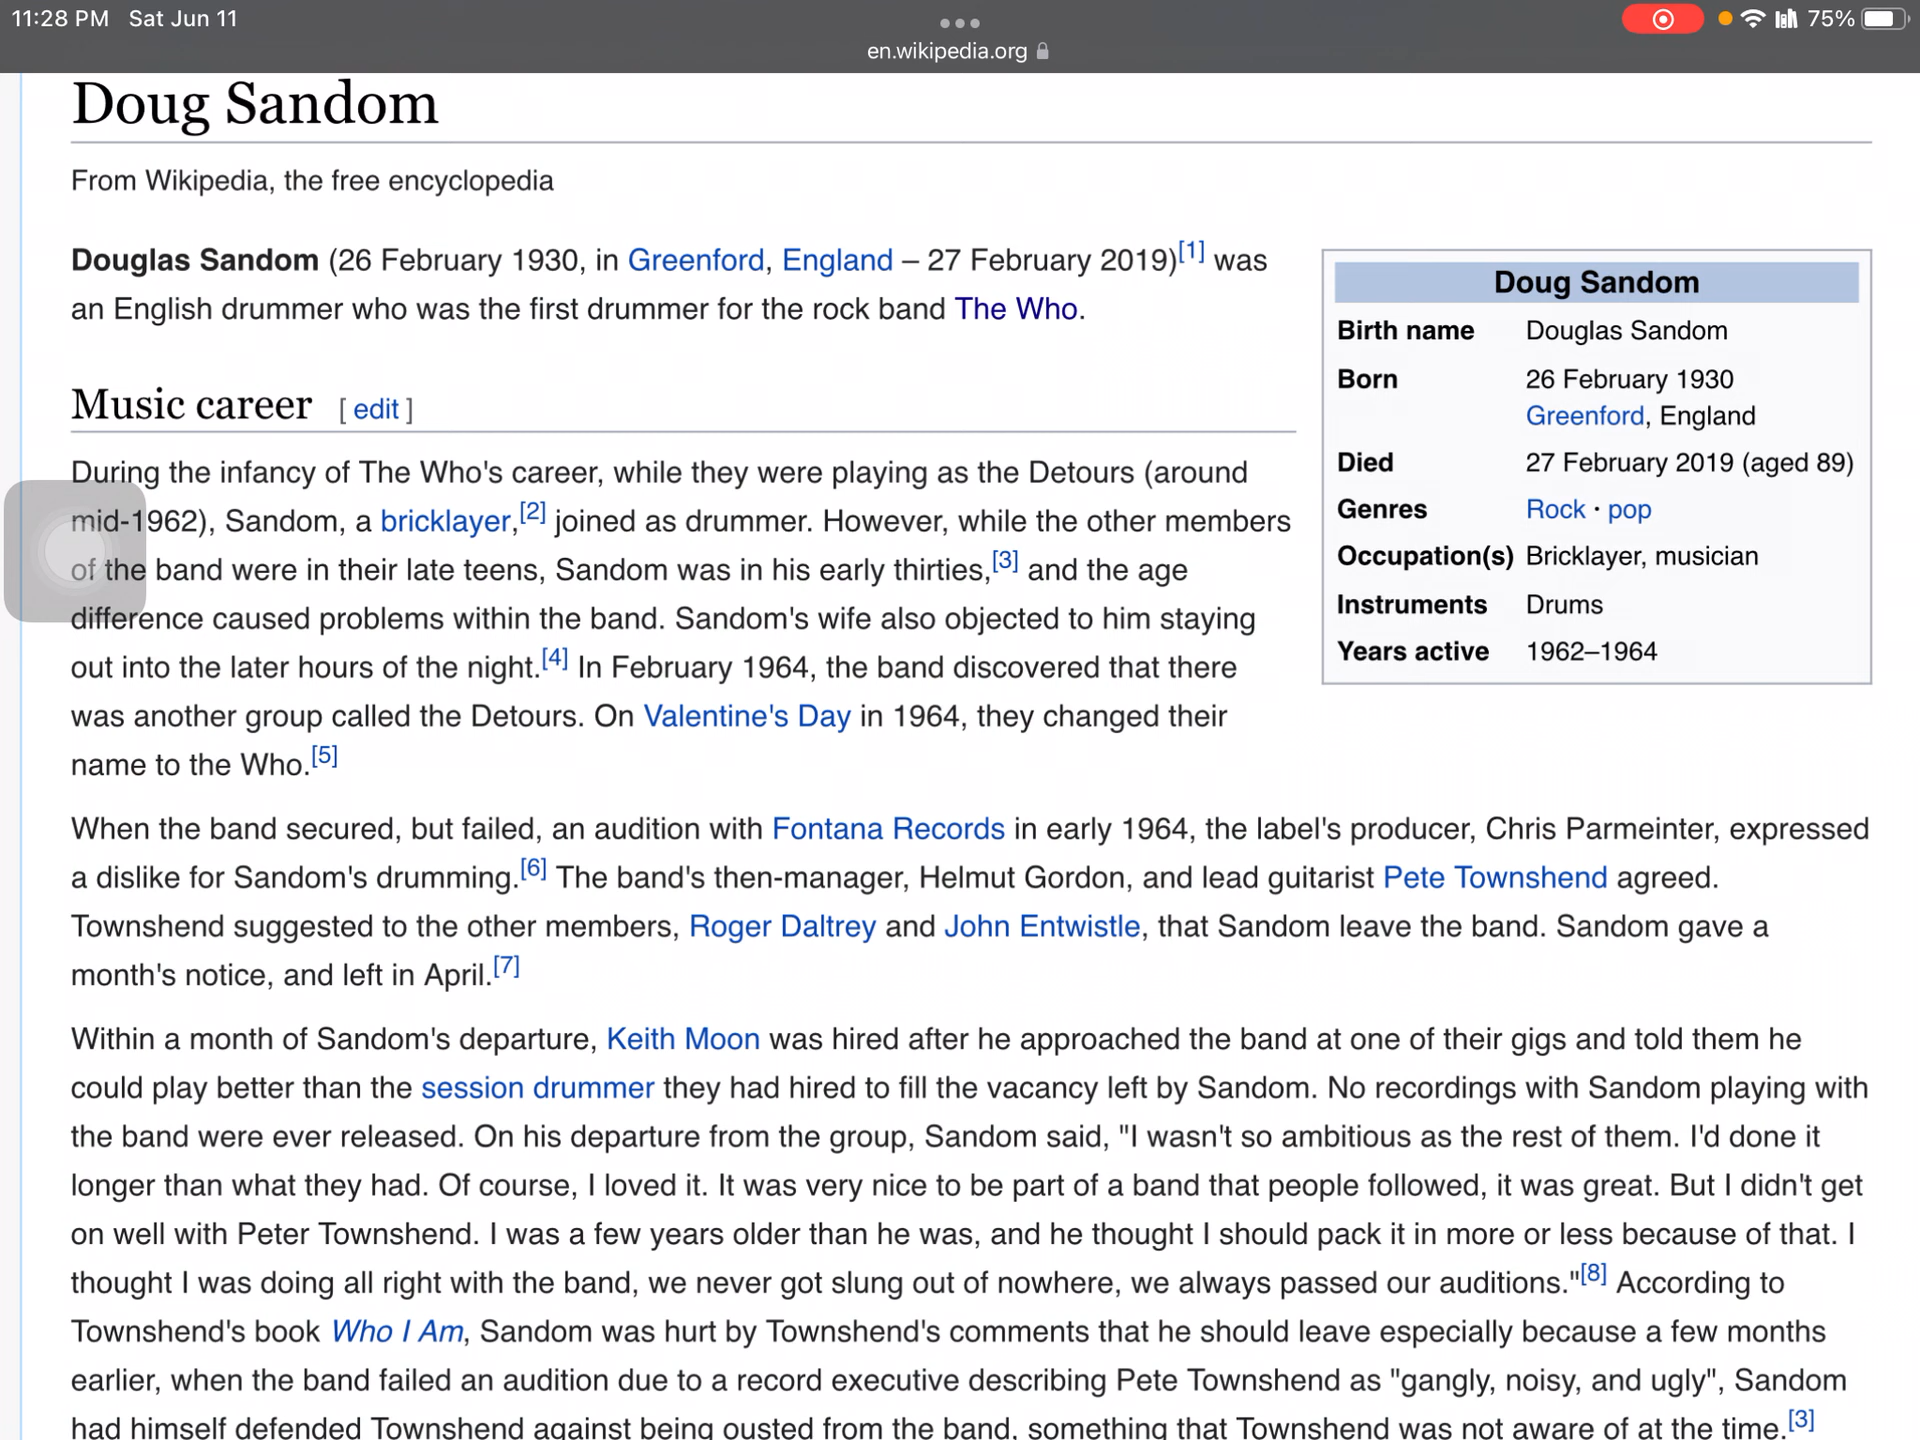 11:28 PM Sat Jun 11
75%
en.wikipedia.org
Doug Sandom
From Wikipedia, the free encyclopedia
Douglas Sandom (26 February 1930, in Greenford, England – 27 February 2019)[1] was
an English drummer who was the first drummer for the rock band The Who.
Doug Sandom
Birth name Douglas Sandom
Born 26 February 1930
Greenford, England
Died 27 February 2019 (aged 89)
Genres Rock · pop
Occupation(s) Bricklayer, musician
Instruments Drums
Years active 1962–1964
Music career [ edit ]
During the infancy of The Who's career, while they were playing as the Detours (around
mid-1962), Sandom, a bricklayer,[2] joined as drummer. However, while the other members
of the band were in their late teens, Sandom was in his early thirties,[3] and the age
difference caused problems within the band. Sandom's wife also objected to him staying
out into the later hours of the night.[4] In February 1964, the band discovered that there
was another group called the Detours. On Valentine's Day in 1964, they changed their
name to the Who.[5]
When the band secured, but failed, an audition with Fontana Records in early 1964, the label's producer, Chris Parmeinter, expressed
a dislike for Sandom's drumming.[6] The band's then-manager, Helmut Gordon, and lead guitarist Pete Townshend agreed.
Townshend suggested to the other members, Roger Daltrey and John Entwistle, that Sandom leave the band. Sandom gave a
month's notice, and left in April.[7]
Within a month of Sandom's departure, Keith Moon was hired after he approached the band at one of their gigs and told them he
could play better than the session drummer they had hired to fill the vacancy left by Sandom. No recordings with Sandom playing with
the band were ever released. On his departure from the group, Sandom said, "I wasn't so ambitious as the rest of them. I'd done it
longer than what they had. Of course, I loved it. It was very nice to be part of a band that people followed, it was great. But I didn't get
on well with Peter Townshend. I was a few years older than he was, and he thought I should pack it in more or less because of that. I
thought I was doing all right with the band, we never got slung out of nowhere, we always passed our auditions."[8] According to
Townshend's book Who I Am, Sandom was hurt by Townshend's comments that he should leave especially because a few months
earlier, when the band failed an audition due to a record executive describing Pete Townshend as "gangly, noisy, and ugly", Sandom
had himself defended Townshend against being ousted from the band, something that Townshend was not aware of at the time.[3]